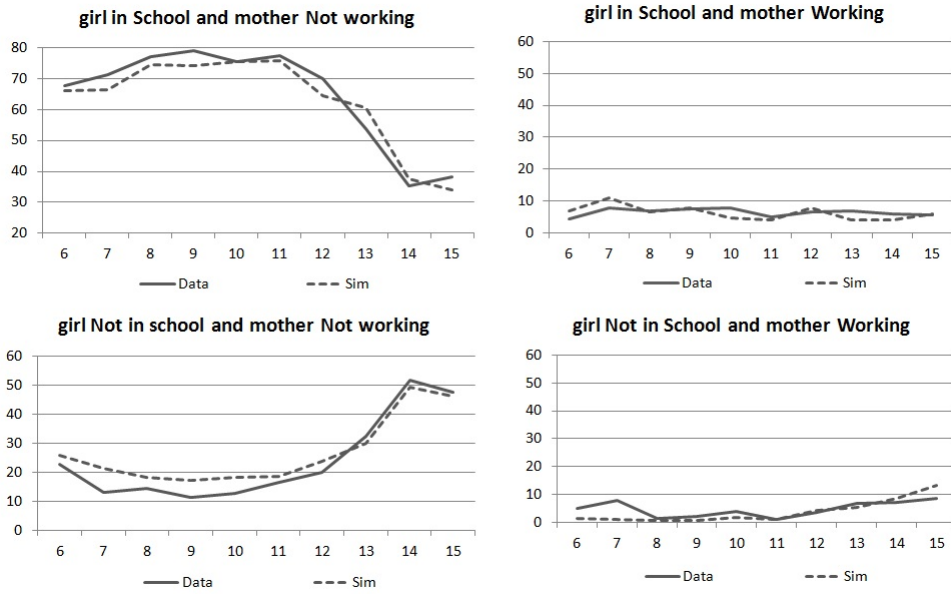 girl in School and mother Not working
80
70
60
50
40
30
20
6 7 8 9 10 11 12 13 14 15
Data Sim
girl in School and mother Working
60
50
40
30
20
10
0
6 7 8 9 10 11 12 13 14 15
Data Sim
girl Not in school and mother Not working
60
50
40
30
20
10
0
6 7 8 9 10 11 12 13 14 15
Data Sim
girl Not in School and mother Working
60
50
40
30
20
10
0
6 7 8 9 10 11 12 13 14 15
Data Sim